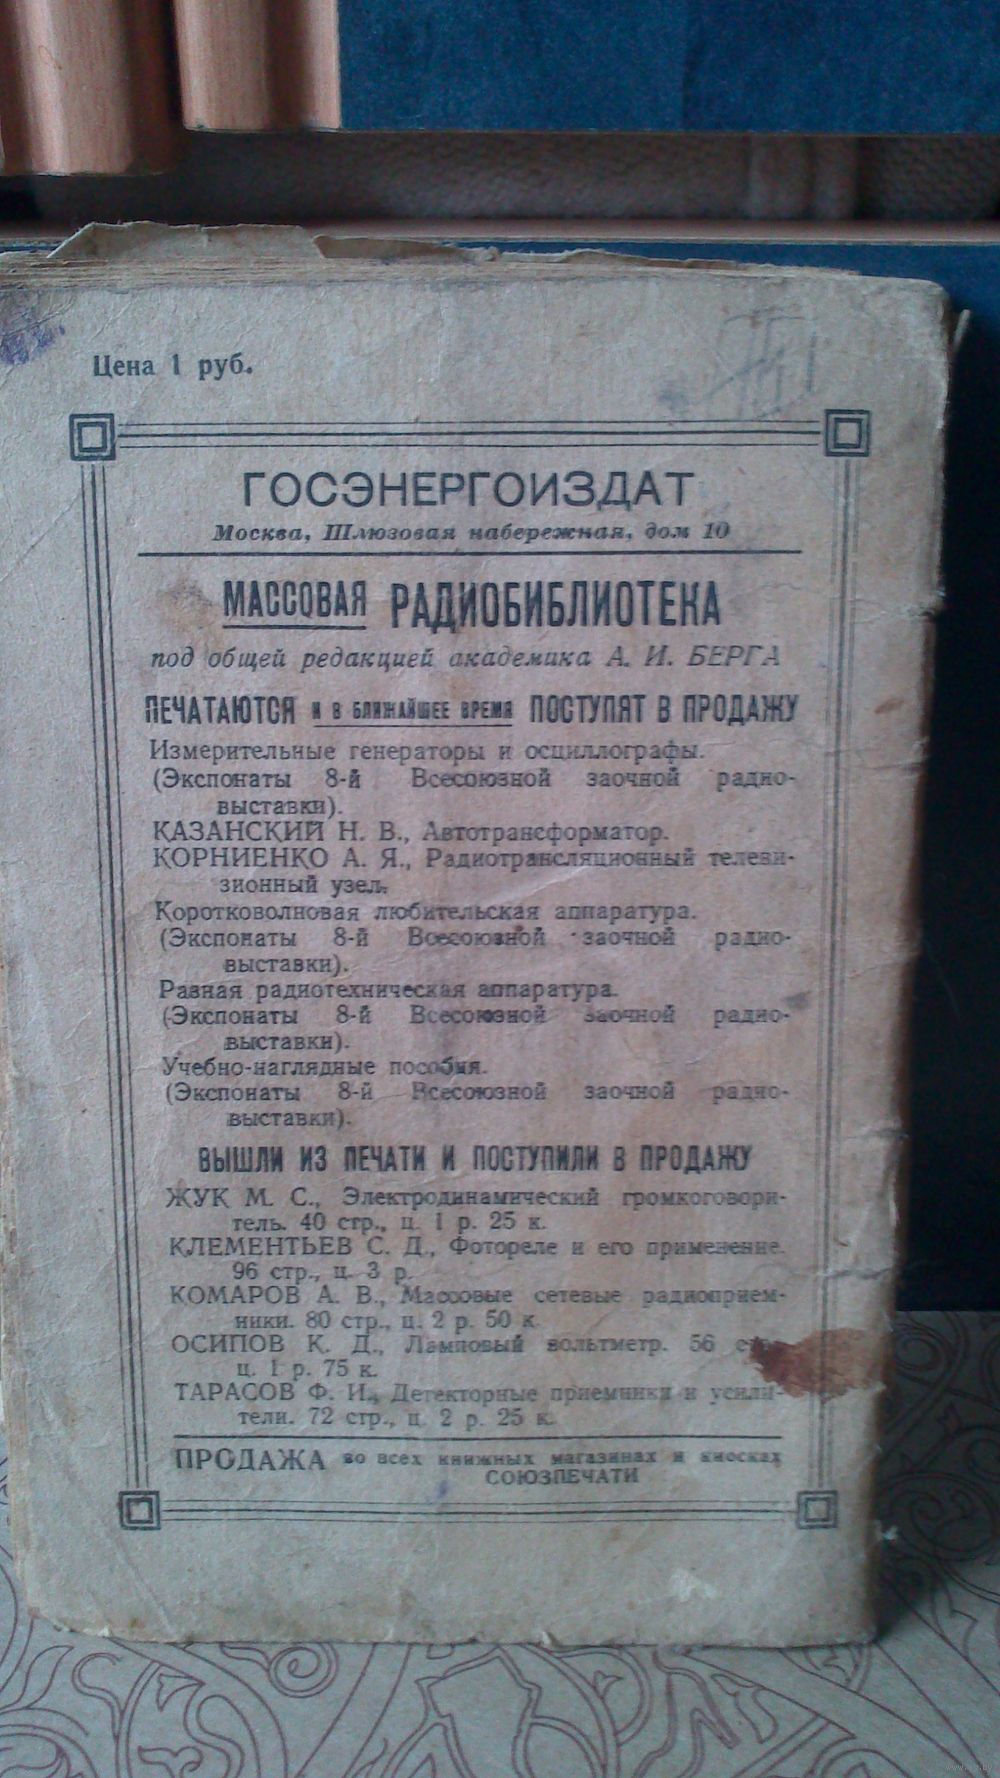 Цена 1 руб.
ГОСЭНЕРГОИЗДАТ
Москва, Шлюзовая набережная, дом 10
МАССОВАЯ РАДИОБИБЛИОТЕКА
под общей редакцией академика А. И. БЕРГА
ПЕЧАТАЮТСЯ И В БЛИЖАЙШЕЕ ВРЕМЯ ПОСТУПЯТ В ПРОДАЖУ
Измерительные генераторы и осциллографы.
(Экспонаты 8-й Всесоюзной заочной радио-
выставки).
КАЗАНСКИЙ Н. В., Автотрансформатор.
КОРНИЕНКО А. Я., Радиотрансляционный телеви-
зионный узел.
Коротковолновая любительская аппаратура.
(Экспонаты 8-й Всесоюзной заочной радио-
выставки).
Разная радиотехническая аппаратура.
(Экспонаты 8-й Всесоюзной заочной радио-
выставки).
Учебно-наглядные пособия.
(Экспонаты 8-й Всесоюзной заочной радио-
выставки).
ВЫШЛИ ИЗ ПЕЧАТИ И ПОСТУПИЛИ В ПРОДАЖУ
ЖУК М. С., Электродинамический громкоговори-
тель. 40 стр., ц. 1 р. 25 к.
КЛЕМЕНТЬЕВ С. Д., Фотореле и его применение.
96 стр., ц. 3 р.
КОМАРОВ А. В., Массовые сетевые радиоприем-
ники. 80 стр., ц. 2 р. 50 к.
ОСИПОВ К. Д., Ламповый вольтметр. 56
ц. 1 р. 75 к.
ТАРАСОВ Ф. И., Детекторные приемники и усили-
тели. 72 стр., ц. 2 р. 25 к.
ПРОДАЖА во всех книжных магазинах и киосках
СОЮЗПЕЧАТИ